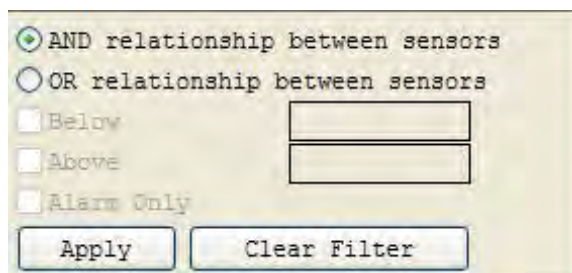 AND relationship between sensors
OR relationship between sensors
Below
Above
Alarm Only
Apply Clear Filter